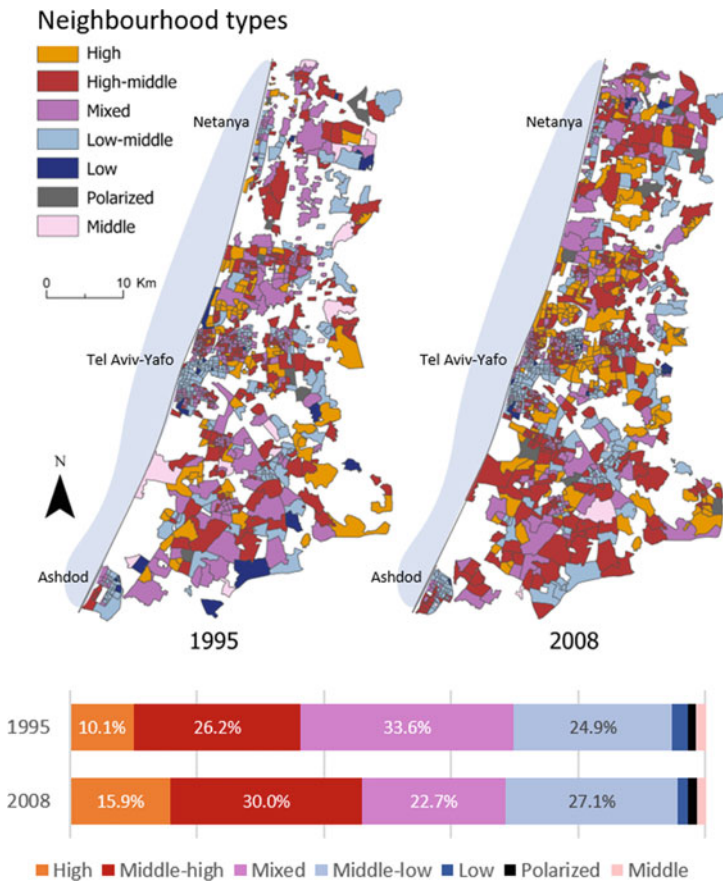 Neighbourhood types
High
High-middle
Mixed
Low-middle
Low
Polarized
Middle
0 10 Km
N
Netanya
Tel Aviv-Yafo
Ashdod
1995
Netanya
Tel Aviv-Yafo
Ashdod
2008
1995 10.1% 26.2% 33.6% 24.9%
2008 15.9% 30.0% 22.7% 27.1%
High Middle-high Mixed Middle-low Low Polarized Middle